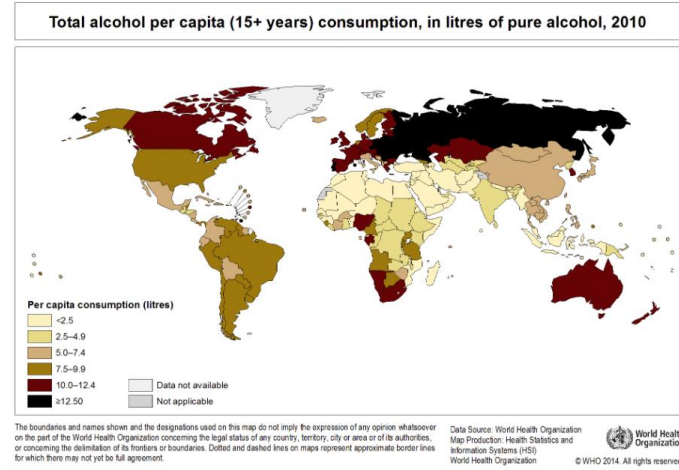 Total alcohol per capita (15+ years) consumption, in litres of pure alcohol, 2010
Per capita consumption (litres)
<2.5
2.5–4.9
5.0–7.4
7.5–9.9
10.0–12.4
≥12.50
Data not available
Not applicable
The boundaries and names shown and the designations used on this map do not imply the expression of any opinion whatsoever
on the part of the World Health Organization concerning the legal status of any country, territory, city or area or of its authorities,
or concerning the delimitation of its frontiers or boundaries. Dotted and dashed lines on maps represent approximate border lines
for which there may not yet be full agreement.
Data Source: World Health Organization
Map Production: Health Statistics and
Information Systems (HSI)
World Health Organization
World Health
Organizatio
© WHO 2014. All rights reserve